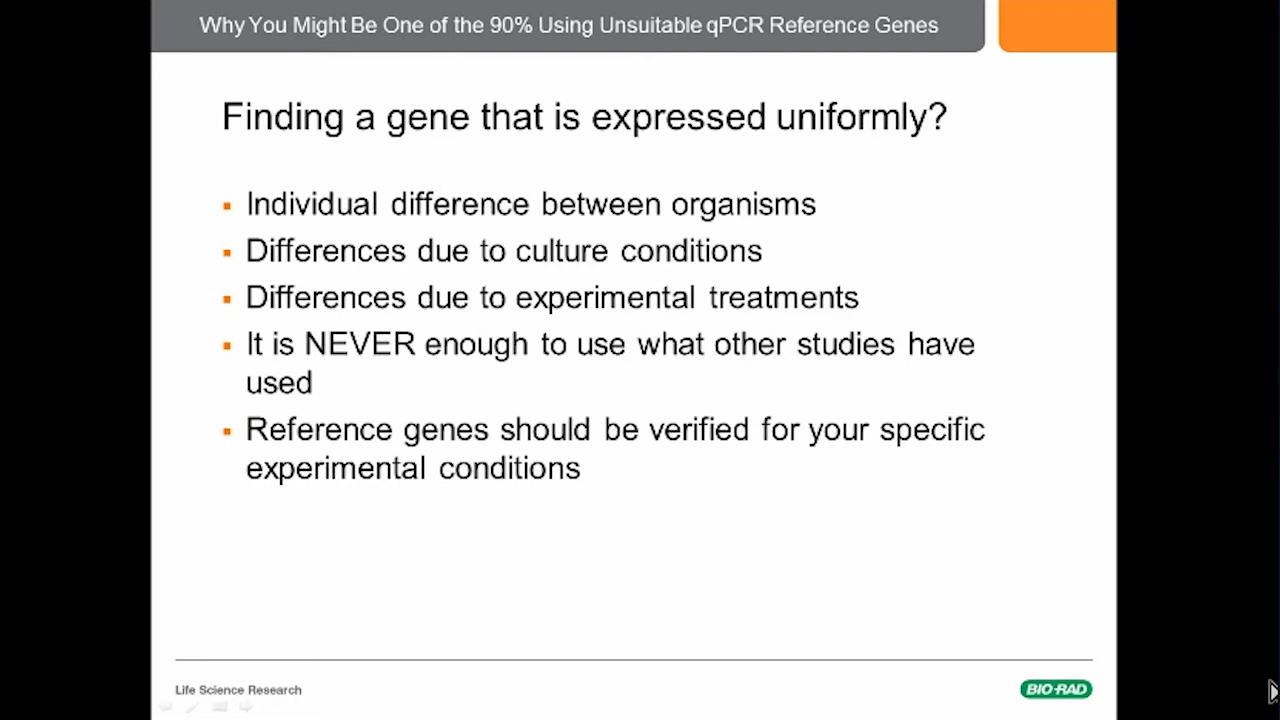 Why You Might Be One of the 90% Using Unsuitable qPCR Reference Genes
Finding a gene that is expressed uniformly?
Individual difference between organisms
Differences due to culture conditions
Differences due to experimental treatments
It is NEVER enough to use what other studies have
used
Reference genes should be verified for your specific
experimental conditions
Life Science Research
BIO-RAD